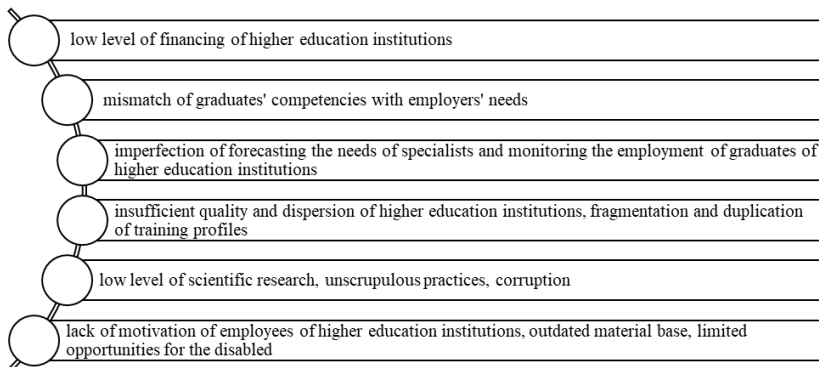 low level of financing of higher education institutions
mismatch of graduates' competencies with employers' needs
imperfection of forecasting the needs of specialists and monitoring the employment of graduates of
higher education institutions
insufficient quality and dispersion of higher education institutions, fragmentation and duplication
of training profiles
low level of scientific research, unscrupulous practices, corruption
lack of motivation of employees of higher education institutions, outdated material base, limited
opportunities for the disabled